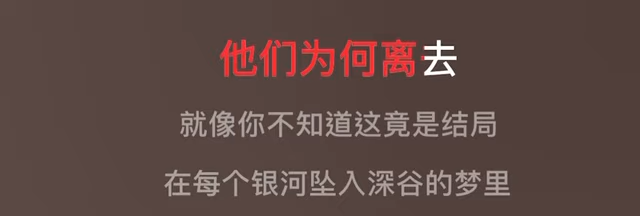 他们为何离去
就像你不知道这竟是结局
在每个银河坠入深谷的梦里